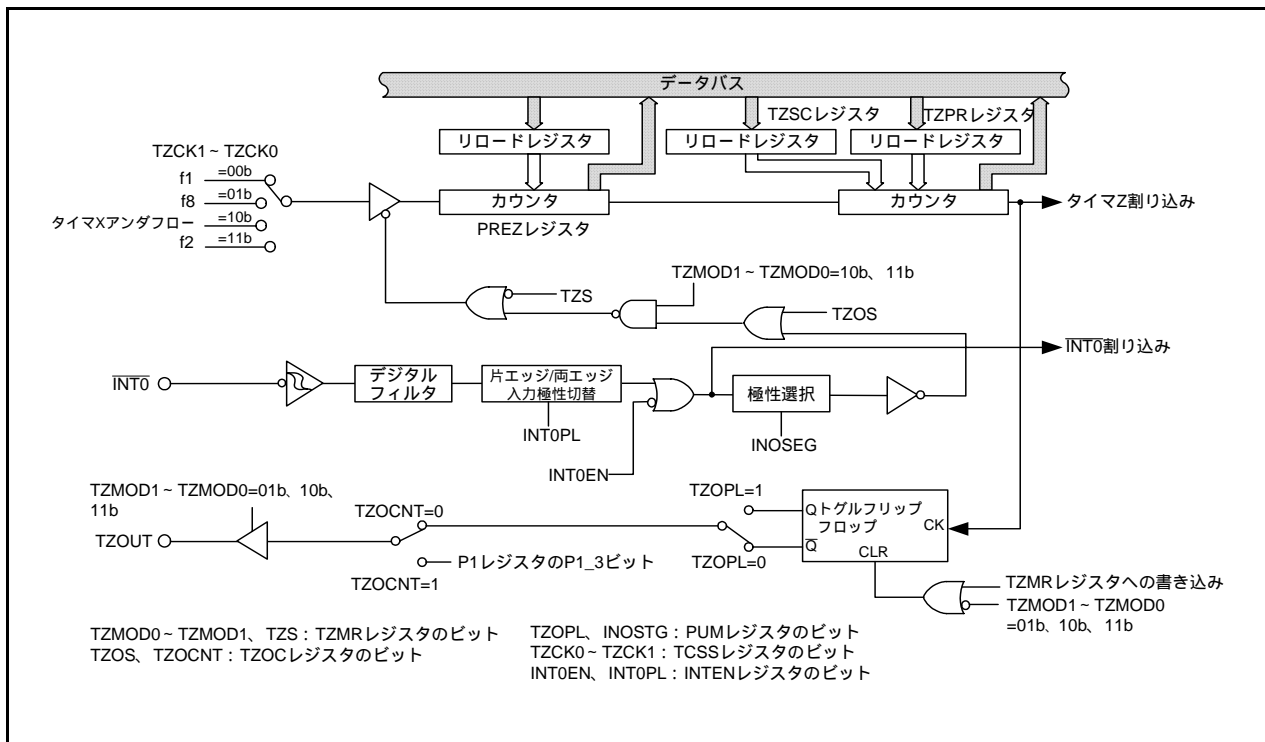 データバス
TZSCレジスタ
TZPRレジスタ
リロードレジスタ
リロードレジスタ
リロードレジスタ
TZCK1~TZCK0
f1
=00b
f8
=01b
タイマXアンダフロー
=10b
f2
=11b
カウンタ
カウンタ
タイマZ割り込み
PREZレジスタ
TZMOD1~TZMOD0=10b、11b
TZS
TZOS
INT0割り込み
INT0
デジタル
フィルタ
片エッジ/両エッジ
入力極性切替
極性選択
INT0PL
INOSEG
INT0EN
TZMOD1~TZMOD0=01b、10b、
11b
TZOUT
TZOCNT=0
P1レジスタのP1_3ビット
TZOCNT=1
TZOPL=1
TZOPL=0
Q トグルフリップ
フロップ
CK
Q
CLR
TZMRレジスタへの書き込み
TZMOD1~TZMOD0
=01b、10b、11b
TZMOD0~TZMOD1、TZS:TZMRレジスタのビット
TZOS、TZOCNT:TZOCレジスタのビット
TZOPL、INOSTG:PUMレジスタのビット
TZCK0~TZCK1:TCSSレジスタのビット
INT0EN、INT0PL:INTENレジスタのビット